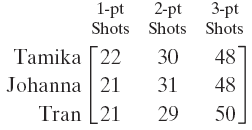 1-pt 2-pt 3-pt
Shots Shots Shots
Tamika 22 30 48
Johanna 21 31 48
Tran 21 29 50